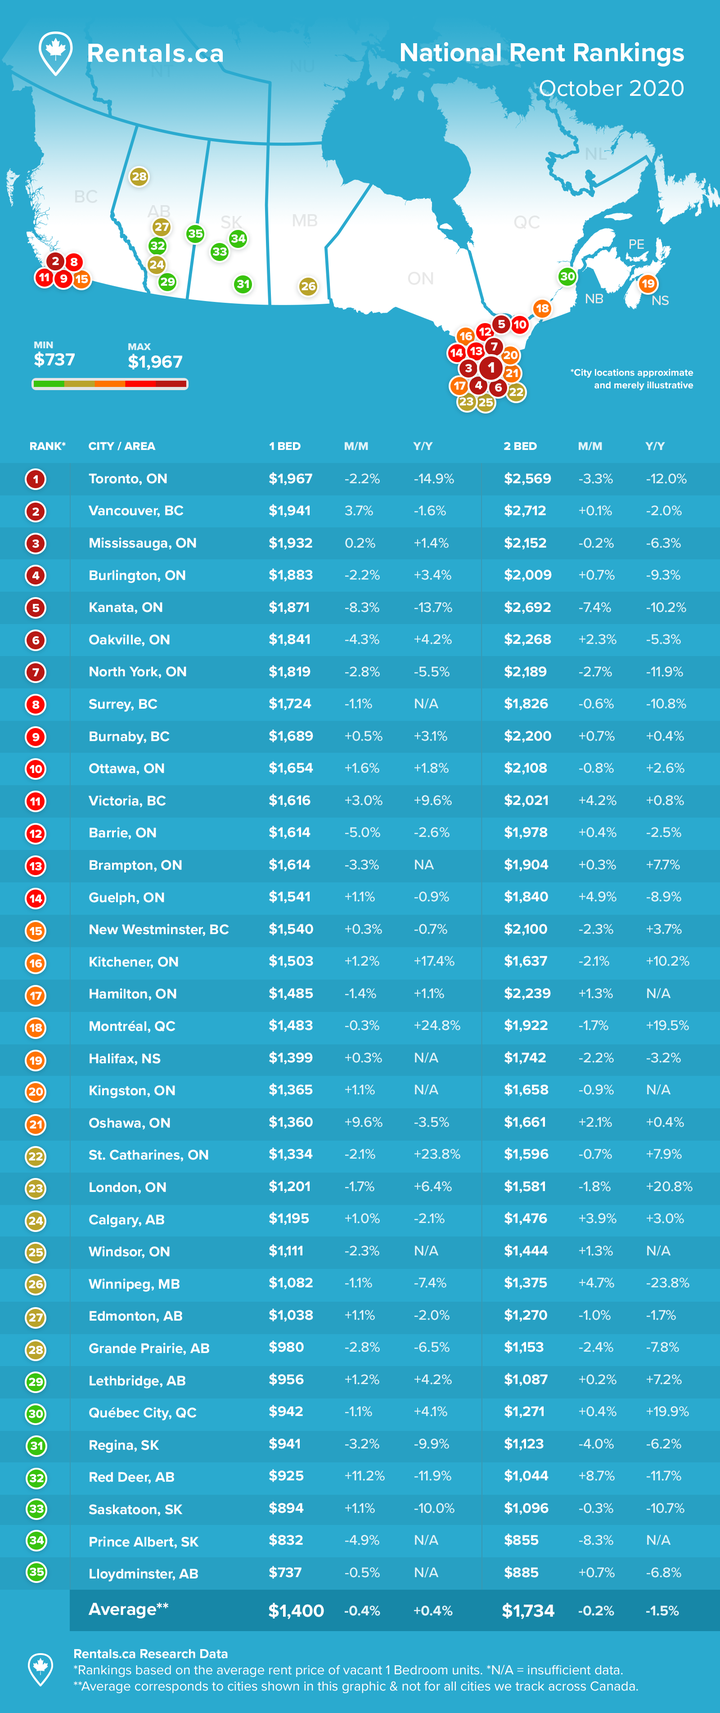 Rentals.ca
National Rent Rankings
October 2020
NT
NU
NL
BC
AB
SK
MB
ON
QC
PE
NB
NS
28
27
32
24
29
35
34
33
31
26
2
8
11
9
15
30
19
18
5
10
12
16
7
14
13
20
3
1
21
17
4
6
22
23
25
MIN
$737
MAX
$1,967
*City locations approximate
and merely illustrative
RANK* CITY / AREA 1 BED M/M Y/Y 2 BED M/M Y/Y
1 Toronto, ON $1,967 -2.2% -14.9% $2,569 -3.3% -12.0%
2 Vancouver, BC $1,941 3.7% -1.6% $2,712 +0.1% -2.0%
3 Mississauga, ON $1,932 0.2% +1.4% $2,152 -0.2% -6.3%
4 Burlington, ON $1,883 -2.2% +3.4% $2,009 +0.7% -9.3%
5 Kanata, ON $1,871 -8.3% -13.7% $2,692 -7.4% -10.2%
6 Oakville, ON $1,841 -4.3% +4.2% $2,268 +2.3% -5.3%
7 North York, ON $1,819 -2.8% -5.5% $2,189 -2.7% -11.9%
8 Surrey, BC $1,724 -1.1% N/A $1,826 -0.6% -10.8%
9 Burnaby, BC $1,689 +0.5% +3.1% $2,200 +0.7% +0.4%
10 Ottawa, ON $1,654 +1.6% +1.8% $2,108 -0.8% +2.6%
11 Victoria, BC $1,616 +3.0% +9.6% $2,021 +4.2% +0.8%
12 Barrie, ON $1,614 -5.0% -2.6% $1,978 +0.4% -2.5%
13 Brampton, ON $1,614 -3.3% NA $1,904 +0.3% +7.7%
14 Guelph, ON $1,541 +1.1% -0.9% $1,840 +4.9% -8.9%
15 New Westminster, BC $1,540 +0.3% -0.7% $2,100 -2.3% +3.7%
16 Kitchener, ON $1,503 +1.2% +17.4% $1,637 -2.1% +10.2%
17 Hamilton, ON $1,485 -1.4% +1.1% $2,239 +1.3% N/A
18 Montréal, QC $1,483 -0.3% +24.8% $1,922 -1.7% +19.5%
19 Halifax, NS $1,399 +0.3% N/A $1,742 -2.2% -3.2%
20 Kingston, ON $1,365 +1.1% N/A $1,658 -0.9% N/A
21 Oshawa, ON $1,360 +9.6% -3.5% $1,661 +2.1% +0.4%
22 St. Catharines, ON $1,334 -2.1% +23.8% $1,596 -0.7% +7.9%
23 London, ON $1,201 -1.7% +6.4% $1,581 -1.8% +20.8%
24 Calgary, AB $1,195 +1.0% -2.1% $1,476 +3.9% +3.0%
25 Windsor, ON $1,111 -2.3% N/A $1,444 +1.3% N/A
26 Winnipeg, MB $1,082 -1.1% -7.4% $1,375 +4.7% -23.8%
27 Edmonton, AB $1,038 +1.1% -2.0% $1,270 -1.0% -1.7%
28 Grande Prairie, AB $980 -2.8% -6.5% $1,153 -2.4% -7.8%
29 Lethbridge, AB $956 +1.2% +4.2% $1,087 +0.2% +7.2%
30 Québec City, QC $942 -1.1% +4.1% $1,271 +0.4% +19.9%
31 Regina, SK $941 -3.2% -9.9% $1,123 -4.0% -6.2%
32 Red Deer, AB $925 +11.2% -11.9% $1,044 +8.7% -11.7%
33 Saskatoon, SK $894 +1.1% -10.0% $1,096 -0.3% -10.7%
34 Prince Albert, SK $832 -4.9% N/A $855 -8.3% N/A
35 Lloydminster, AB $737 -0.5% N/A $885 +0.7% -6.8%
Average** $1,400 -0.4% +0.4% $1,734 -0.2% -1.5%
Rentals.ca Research Data
*Rankings based on the average rent price of vacant 1 Bedroom units. *N/A = insufficient data.
**Average corresponds to cities shown in this graphic & not for all cities we track across Canada.